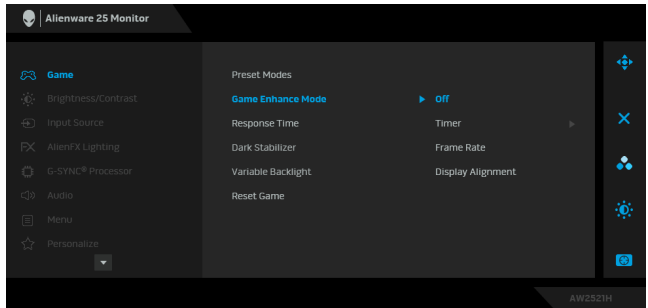 Alienware 25 Monitor
Game
Brightness/Contrast
Input Source
AlienFX Lighting
G-SYNC® Processor
Audio
Menu
Personalize
Preset Modes
Game Enhance Mode
Response Time
Dark Stabilizer
Variable Backlight
Reset Game
Off
Timer
Frame Rate
Display Alignment
AW2521H